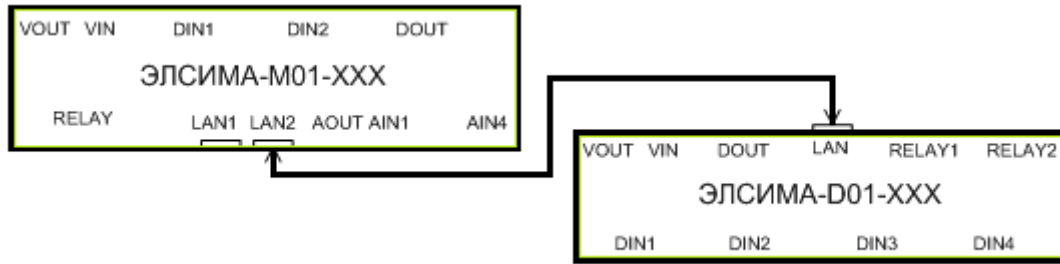 VOUT VIN DIN1 DIN2 DOUT
ЭЛСИМА-M01-XXX
RELAY LAN1 LAN2 AOUT AIN1 AIN4
VOUT VIN DOUT LAN RELAY1 RELAY2
ЭЛСИМА-D01-XXX
DIN1 DIN2 DIN3 DIN4